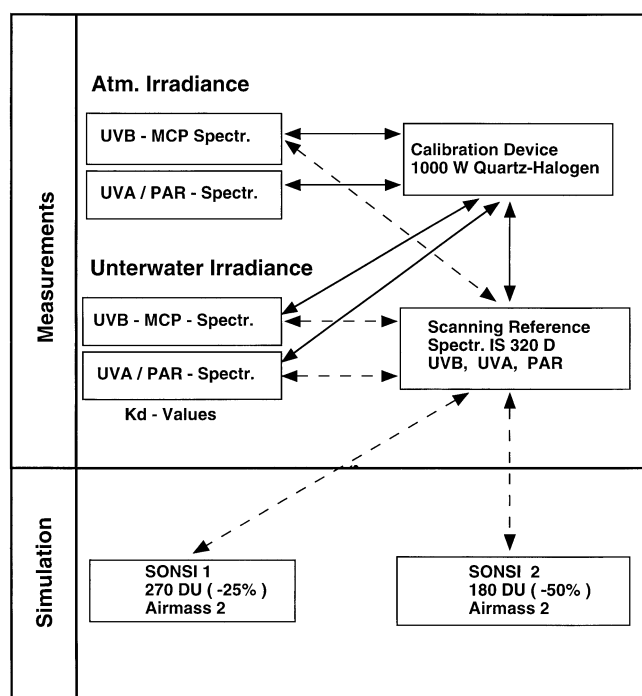 Measurements
Atm. Irradiance
UVB - MCP Spectr.
UVA / PAR - Spectr.
Calibration Device
1000 W Quartz-Halogen
Unterwater Irradiance
UVB - MCP - Spectr.
UVA / PAR - Spectr.
Kd - Values
Scanning Reference
Spectr. IS 320 D
UVB, UVA, PAR
Simulation
SONSI 1
270 DU ( -25% )
Airmass 2
SONSI 2
180 DU ( -50% )
Airmass 2